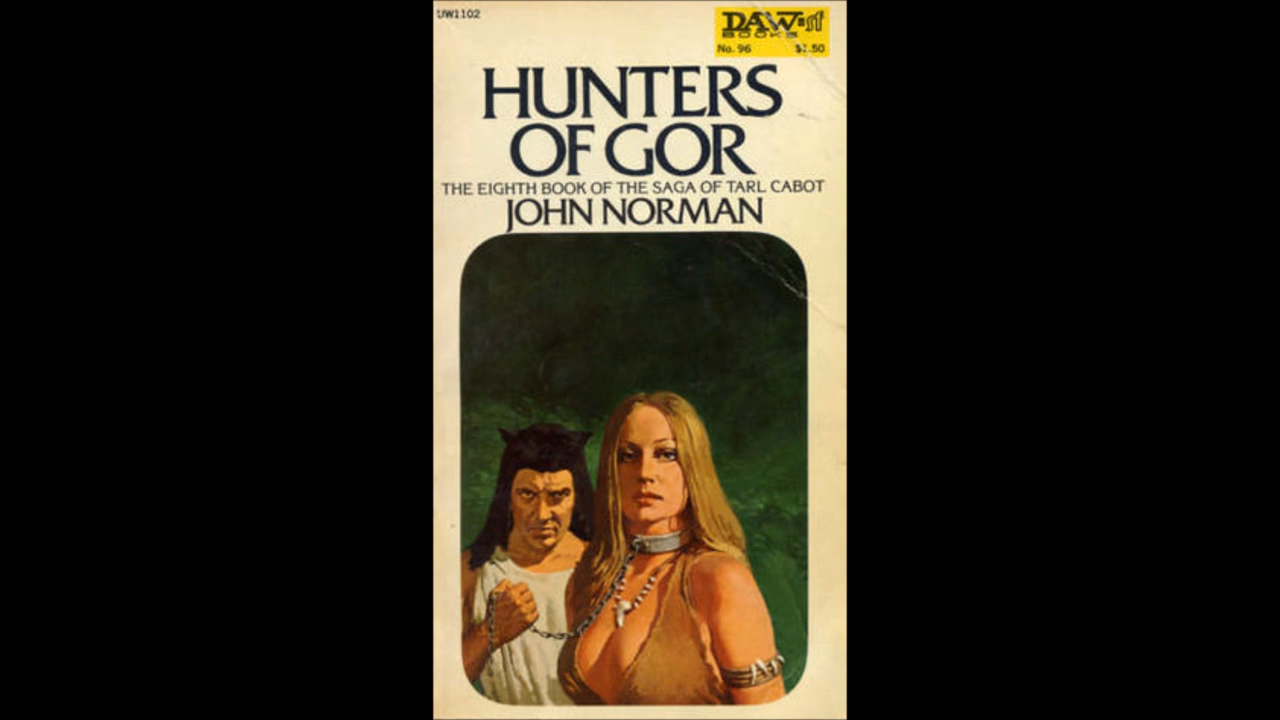 UW1102
DAW=sf
BOOKS
No. 96 $1.50
HUNTERS
OF GOR
THE EIGHTH BOOK OF THE SAGA OF TARL CABOT
JOHN NORMAN